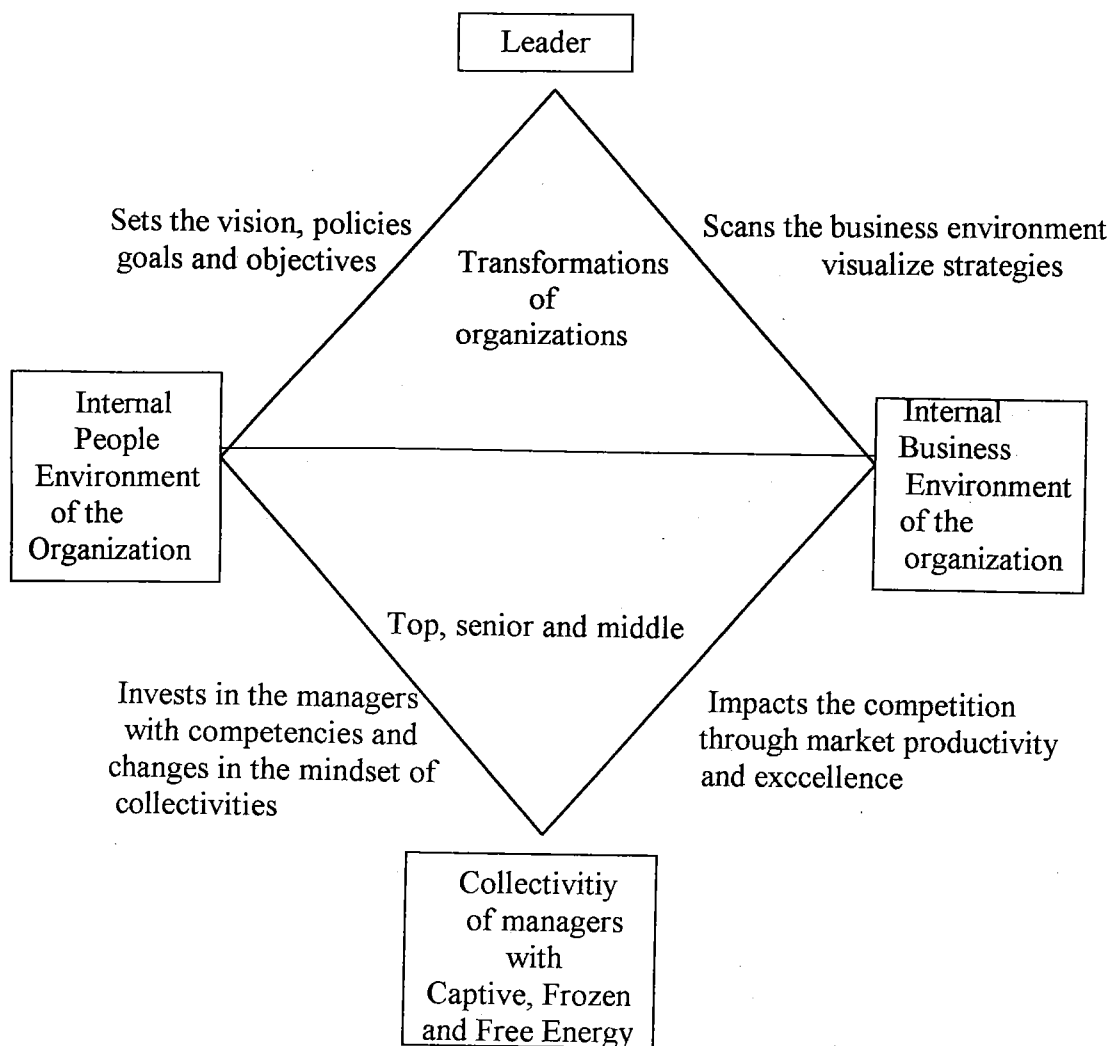 Leader
Sets the vision, policies
goals and objectives
Scans the business environment
visualize strategies
Transformations
of
organizations
Internal
People
Environment
of the
Organization
Internal
Business
Environment
of the
organization
Top, senior and middle
Invests in the managers
with competencies and
changes in the mindset of
collectivities
Impacts the competition
through market productivity
and exccellence
Collectivitiy
of managers
with
Captive, Frozen
and Free Energy